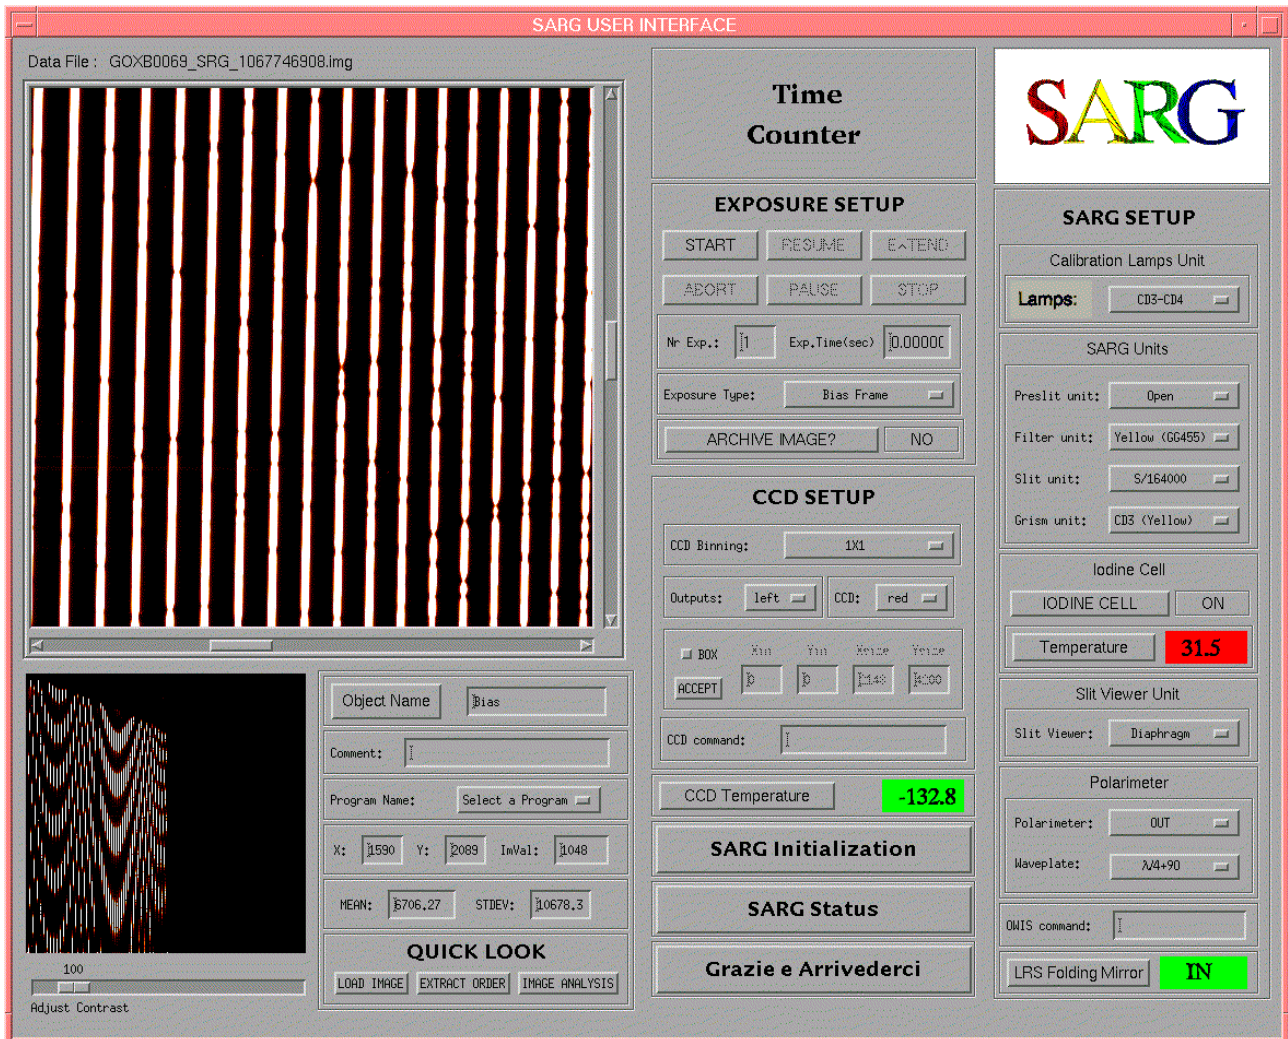 SARG USER INTERFACE
Data File : GOXB0069_SRG_1067746908.img
Time
Counter
SARG
EXPOSURE SETUP
START RESUME EXTEND
ABORT PAUSE STOP
Nr Exp.: 1 Exp.Time(sec) 0.00000
Exposure Type: Bias Frame
ARCHIVE IMAGE? NO
CCD SETUP
CCD Binning: 1X1
Outputs: left CCD: red
BOX Xin Yin Xsize Ysize
ACCEPT 0 0 2148 4200
CCD command:
CCD Temperature -132.8
SARG Initialization
SARG Status
Grazie e Arrivederci
SARG SETUP
Calibration Lamps Unit
Lamps: CD3-CD4
SARG Units
Preslit unit: Open
Filter unit: Yellow (GG455)
Slit unit: S/164000
Grism unit: CD3 (Yellow)
Iodine Cell
IODINE CELL ON
Temperature 31.5
Slit Viewer Unit
Slit Viewer: Diaphragm
Polarimeter
Polarimeter: OUT
Waveplate: λ/4+90
OWIS command:
LRS Folding Mirror IN
Object Name Bias
Comment:
Program Name: Select a Program
X: 1590 Y: 2089 ImVal: 1048
MEAN: 6706.27 STDEV: 10678.3
QUICK LOOK
LOAD IMAGE EXTRACT ORDER IMAGE ANALYSIS
100
Adjust Contrast